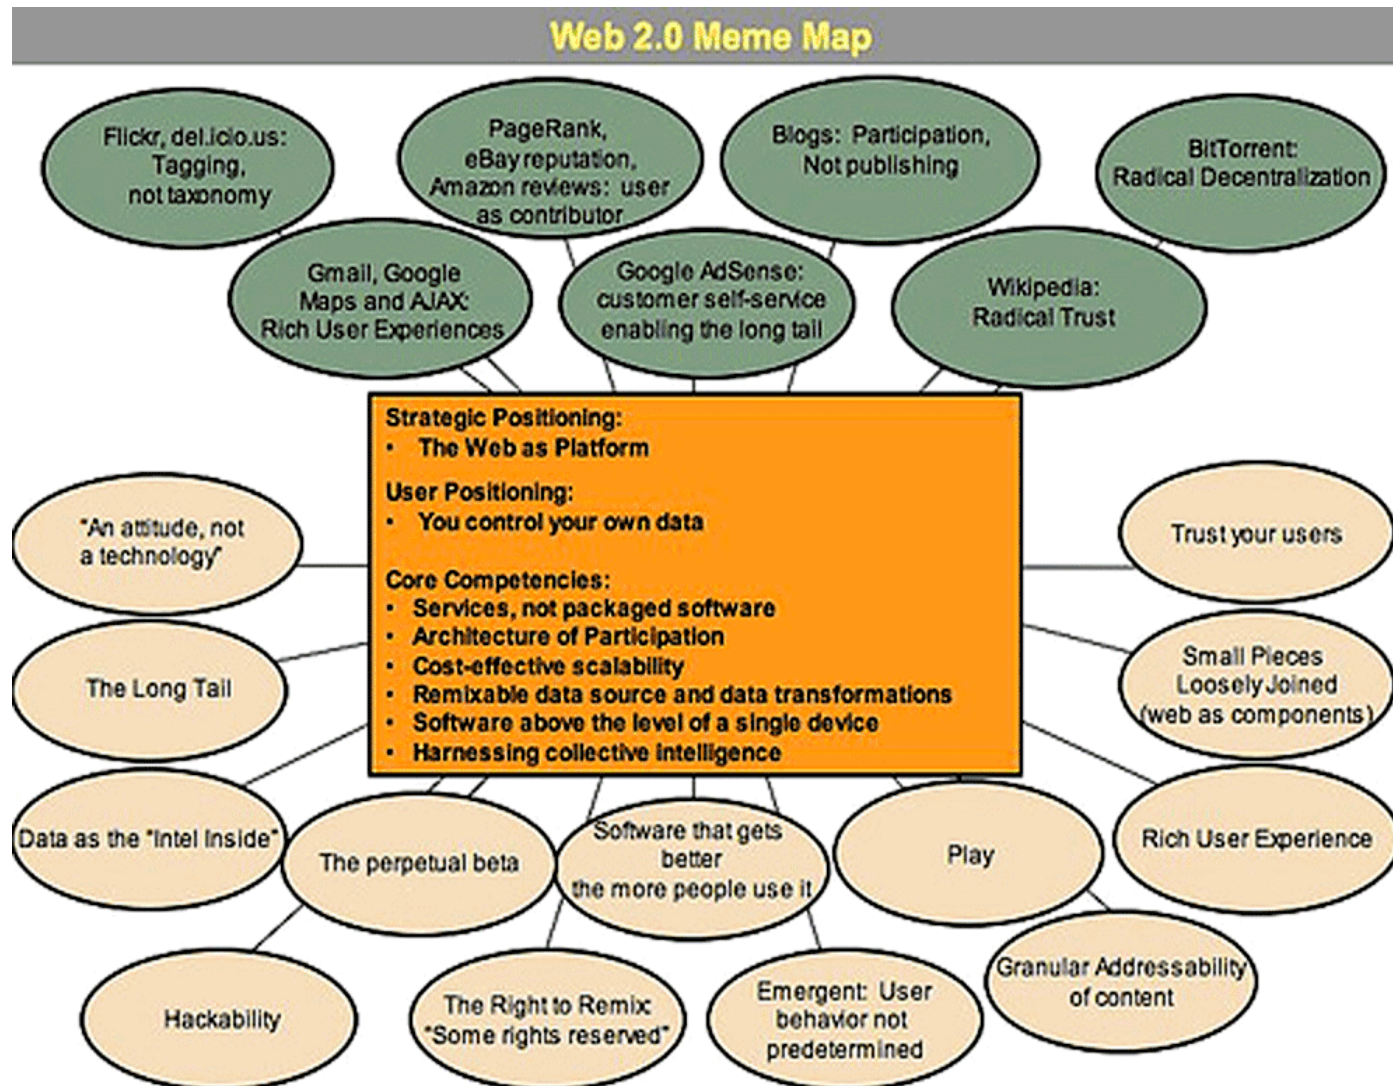 Web 2.0 Meme Map
Flickr, del.icio.us:
Tagging,
not taxonomy
PageRank,
eBay reputation,
Amazon reviews: user
as contributor
Blogs: Participation,
Not publishing
BitTorrent:
Radical Decentralization
Gmail, Google
Maps and AJAX:
Rich User Experiences
Google AdSense:
customer self-service
enabling the long tail
Wikipedia:
Radical Trust
Strategic Positioning:
• The Web as Platform
User Positioning:
• You control your own data
Core Competencies:
• Services, not packaged software
• Architecture of Participation
• Cost-effective scalability
• Remixable data source and data transformations
• Software above the level of a single device
• Harnessing collective intelligence
"An attitude, not
a technology"
Trust your users
The Long Tail
Small Pieces
Loosely Joined
(web as components)
Data as the "Intel Inside"
The perpetual beta
Software that gets
better
the more people use it
Play
Rich User Experience
Hackability
The Right to Remix:
"Some rights reserved"
Emergent: User
behavior not
predetermined
Granular Addressability
of content